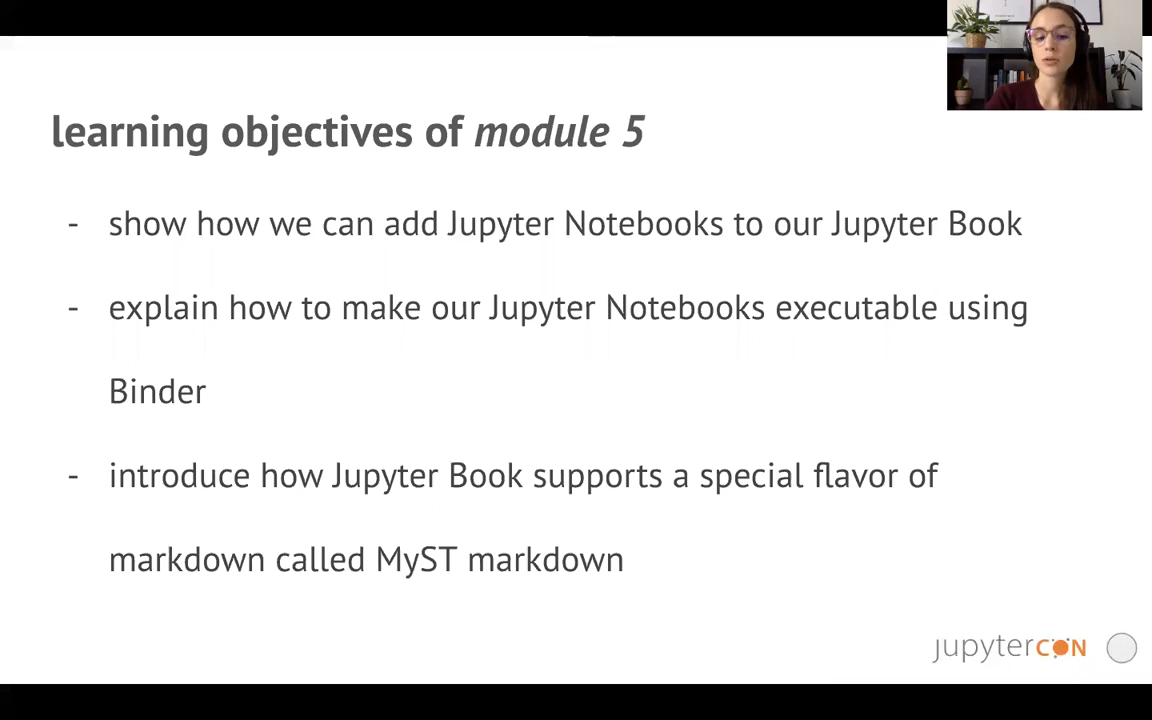 learning objectives of module 5
- show how we can add Jupyter Notebooks to our Jupyter Book
- explain how to make our Jupyter Notebooks executable using
Binder
- introduce how Jupyter Book supports a special flavor of
markdown called MyST markdown
jupytercon